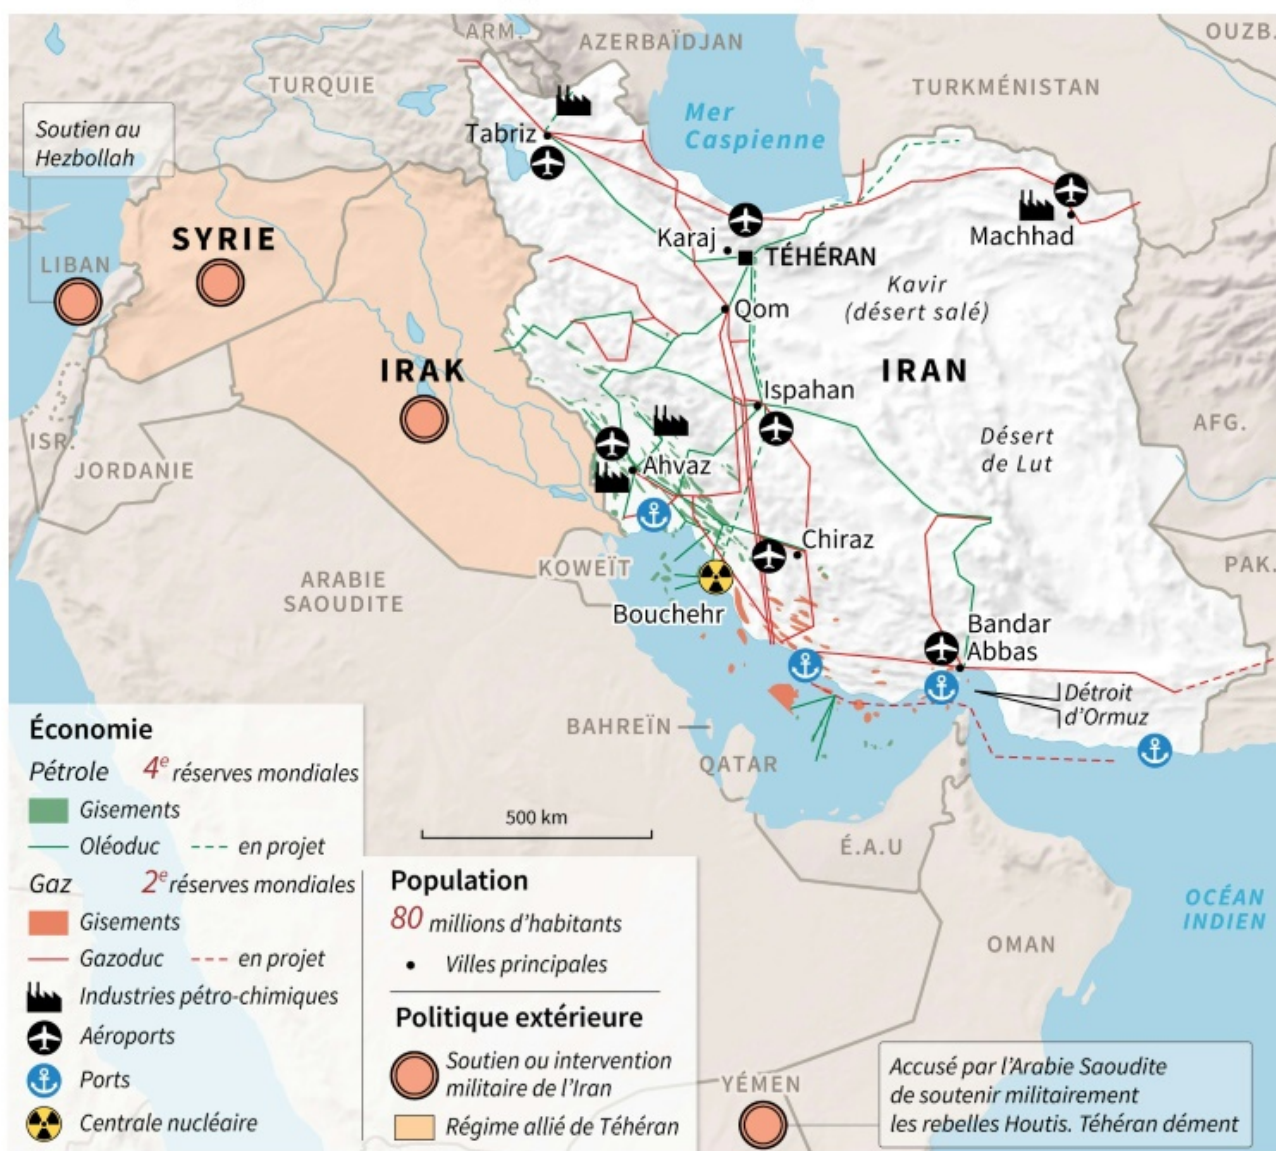 ARM.
AZERBAÏDJAN
OUZB.
TURQUIE
TURKMÉNISTAN
Mer
Caspienne
Soutien au
Hezbollah
Tabriz
Machhad
SYRIE
LIBAN
Karaj
TÉHÉRAN
Kavir
(désert salé)
Qom
IRAK
IRAN
Ispahan
AFG.
ISR.
JORDANIE
Désert
de Lut
Ahvaz
Chiraz
KOWEÏT
PAK.
ARABIE
SAOUDITE
Bouchehr
Bandar
Abbas
Détroit
d'Ormuz
BAHREÏN
QATAR
500 km
É.A.U
OCÉAN
INDIEN
OMAN
YÉMEN
Accusé par l'Arabie Saoudite
de soutenir militairement
les rebelles Houtis. Téhéran dément
Économie
Pétrole 4e réserves mondiales
Gisements
Oléoduc en projet
Gaz 2e réserves mondiales
Gisements
Gazoduc en projet
Industries pétro-chimiques
Aéroports
Ports
Centrale nucléaire
Population
80 millions d'habitants
Villes principales
Politique extérieure
Soutien ou intervention
militaire de l'Iran
Régime allié de Téhéran